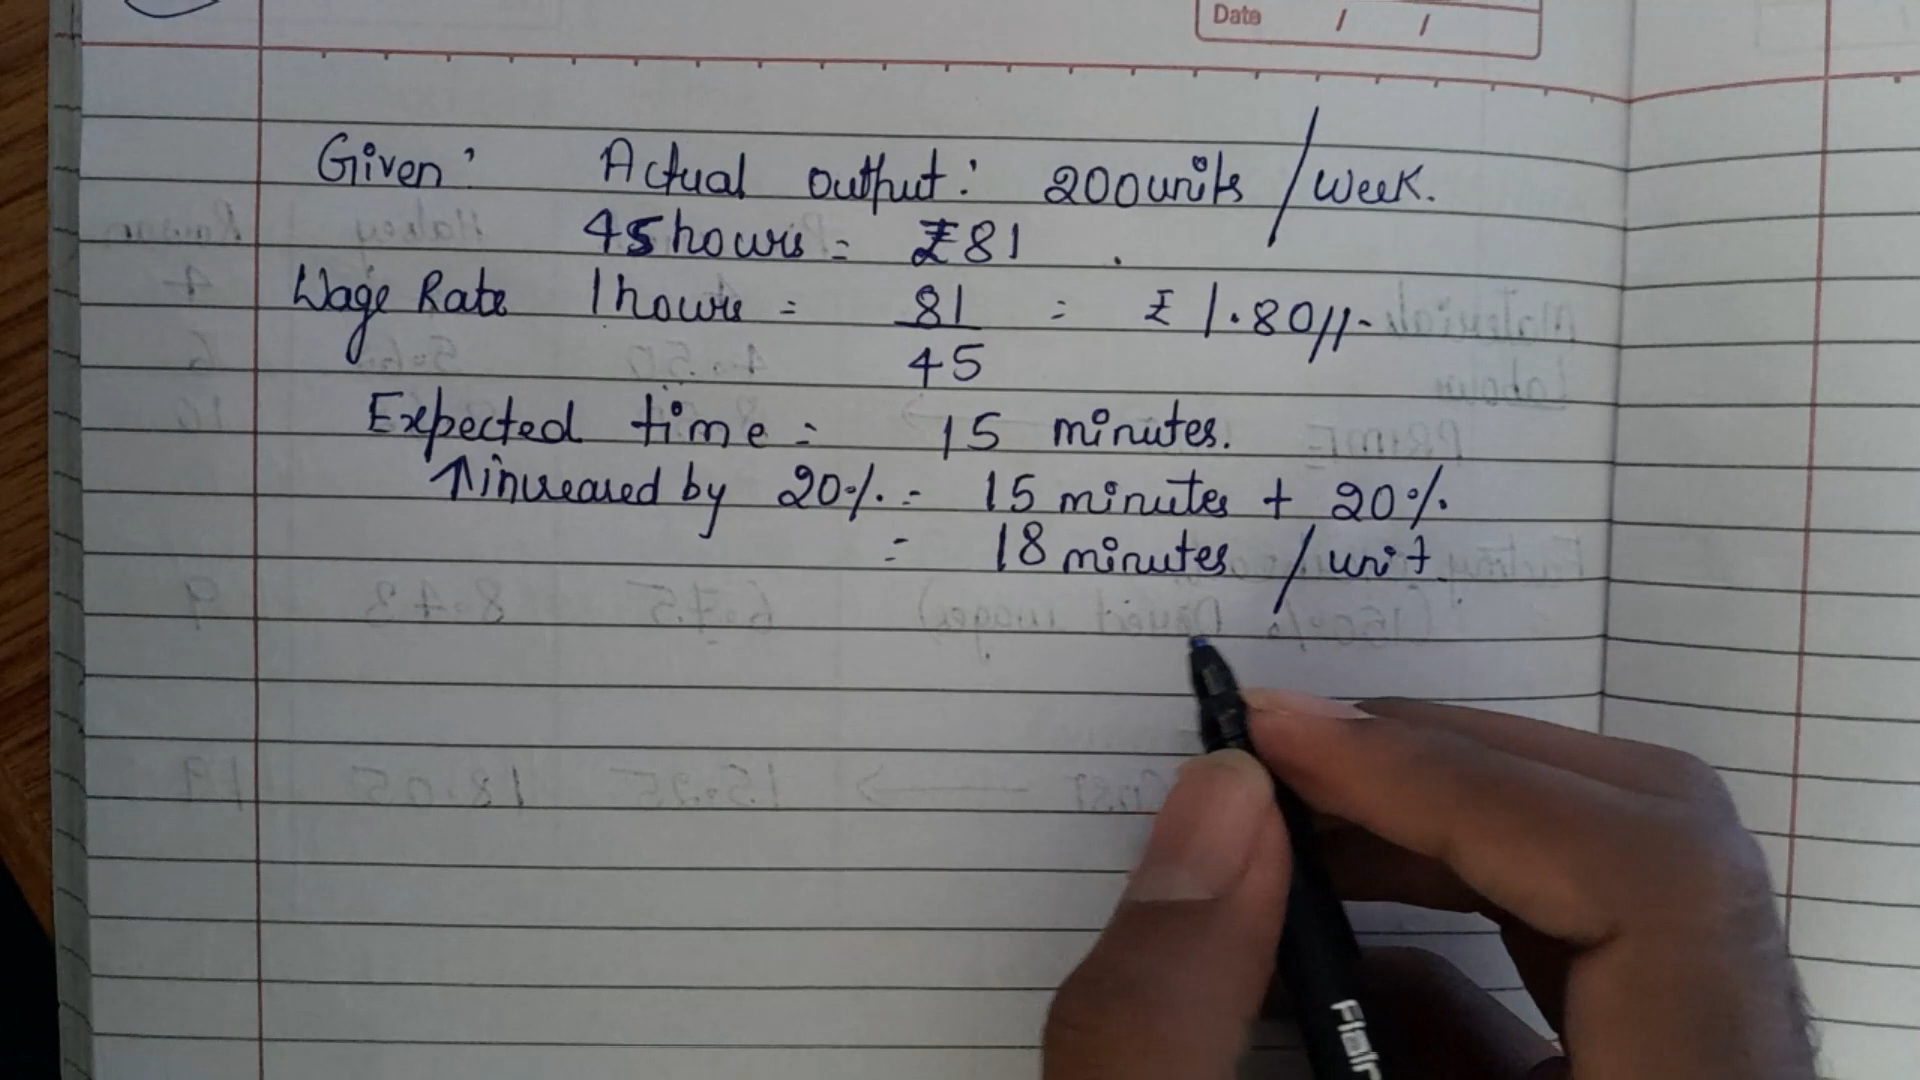 Date / /
Given: Actual output: 200units / Week.
45hours = ₹81 .
Wage Rate 1hours = 81 = ₹ 1.80//-
45
Expected time = 15 minutes.
↑increased by 20%. = 15 minutes + 20%.
= 18 minutes / unit
Flair